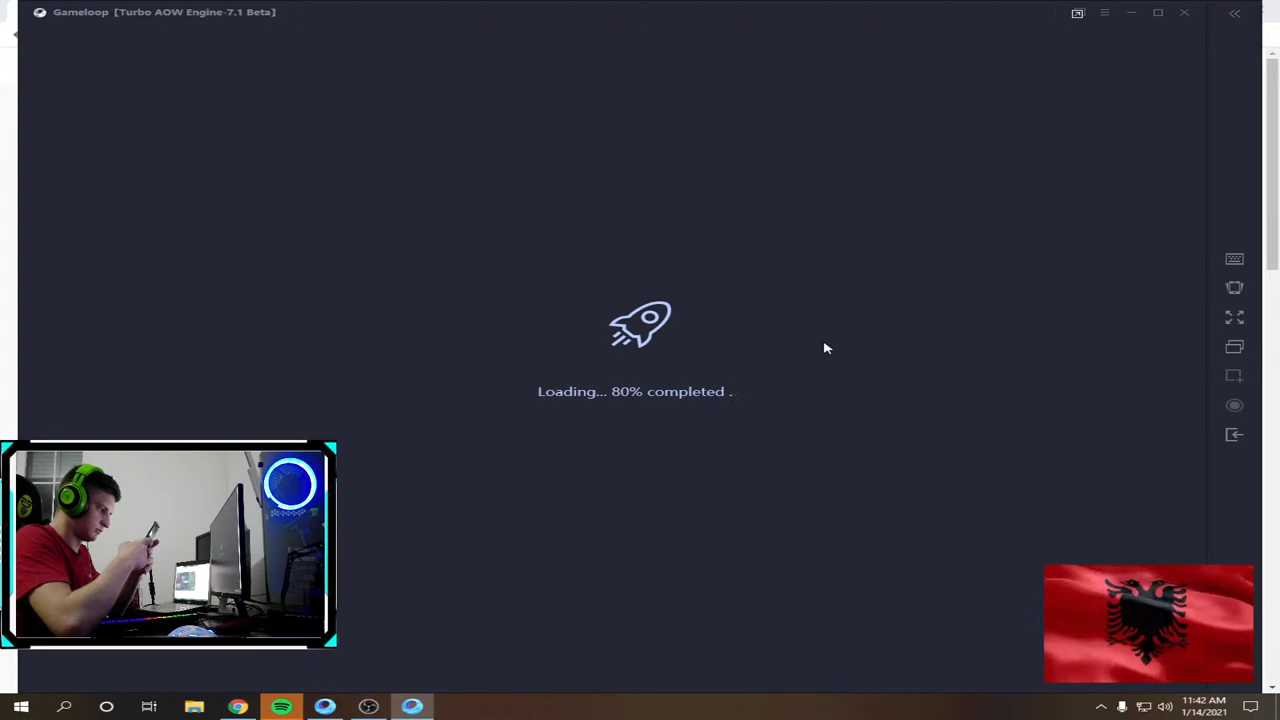 Gameloop [Turbo AOW Engine-7.1 Beta]
Loading... 80% completed .
11:42 AM
1/14/2021